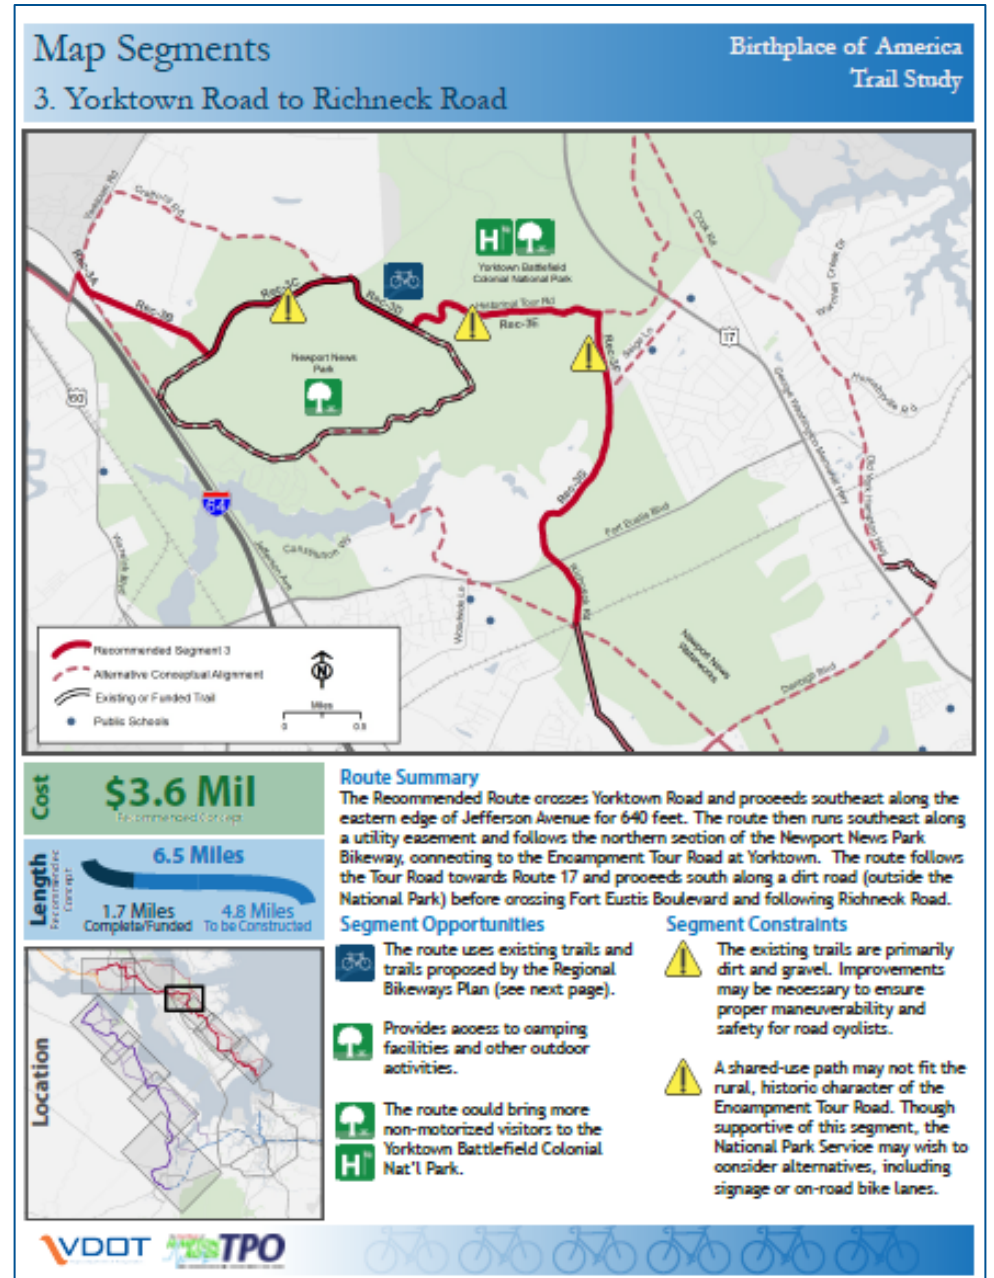 Map Segments
3. Yorktown Road to Richneck Road
Birthplace of America
Trail Study
Yorktown Rd
Rec-3A
Rec-3B
Rec-3C
Rec-3D
Historical Tour Rd
Rec-3E
Rec-3F
Rec-3G
H
Yorktown Battlefield
Colonial National Park
Newport News
Park
60
64
17
Fort Eustis Blvd
Richneck Rd
Jefferson Ave
George Washington Memorial Hwy
Newport News
Waterworks
Recommended Segment 3
Alternative Conceptual Alignment
Existing or Funded Trail
Public Schools
N
Miles
0
Cost
$3.6 Mil
Recommended Concept
Length
Recommended
Concept
6.5 Miles
1.7 Miles
Complete/Funded
4.8 Miles
To be Constructed
Location
Route Summary
The Recommended Route crosses Yorktown Road and proceeds southeast along the
eastern edge of Jefferson Avenue for 640 feet. The route then runs southeast along
a utility easement and follows the northern section of the Newport News Park
Bikeway, connecting to the Encampment Tour Road at Yorktown. The route follows
the Tour Road towards Route 17 and proceeds south along a dirt road (outside the
National Park) before crossing Fort Eustis Boulevard and following Richneck Road.
Segment Opportunities
The route uses existing trails and
trails proposed by the Regional
Bikeways Plan (see next page).
Provides access to camping
facilities and other outdoor
activities.
The route could bring more
non-motorized visitors to the
Yorktown Battlefield Colonial
Nat'l Park.
H
Segment Constraints
The existing trails are primarily
dirt and gravel. Improvements
may be necessary to ensure
proper maneuverability and
safety for road cyclists.
A shared-use path may not fit the
rural, historic character of the
Encampment Tour Road. Though
supportive of this segment, the
National Park Service may wish to
consider alternatives, including
signage or on-road bike lanes.
VDOT
TPO